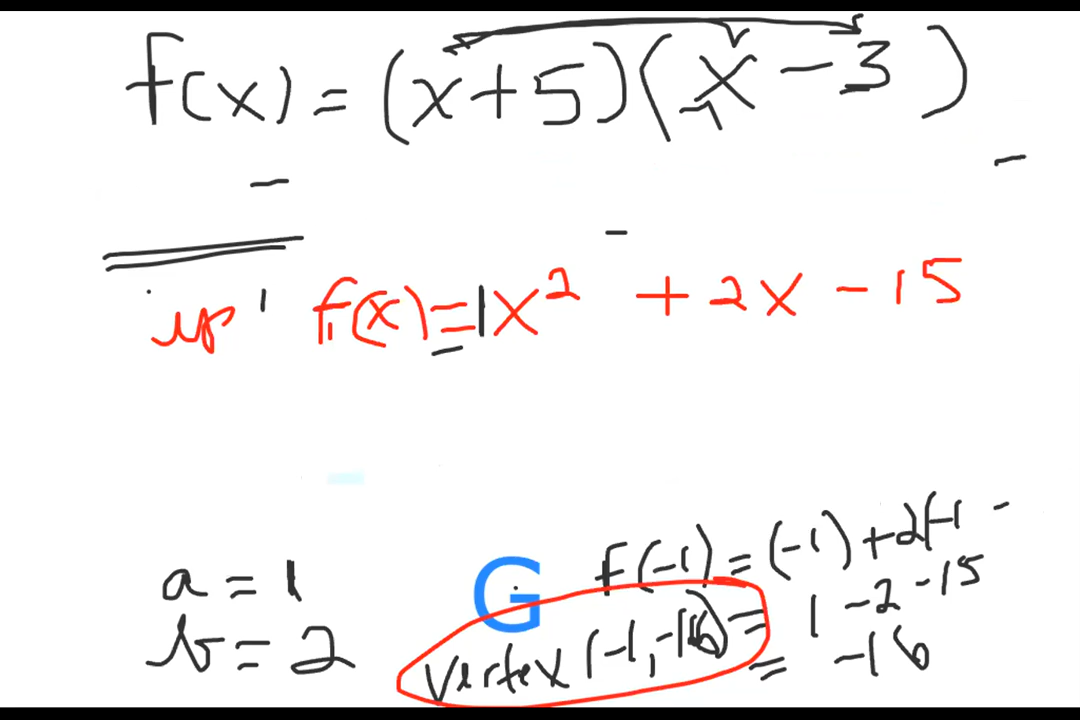 f(x) = (x+5)(x-3)
up f(x)=1x² + 2x - 15
f(-1) = (-1) + 2(-1 -
a = 1
G
= 1 -2 -15
b = 2
vertex (-1, -16)
= -16